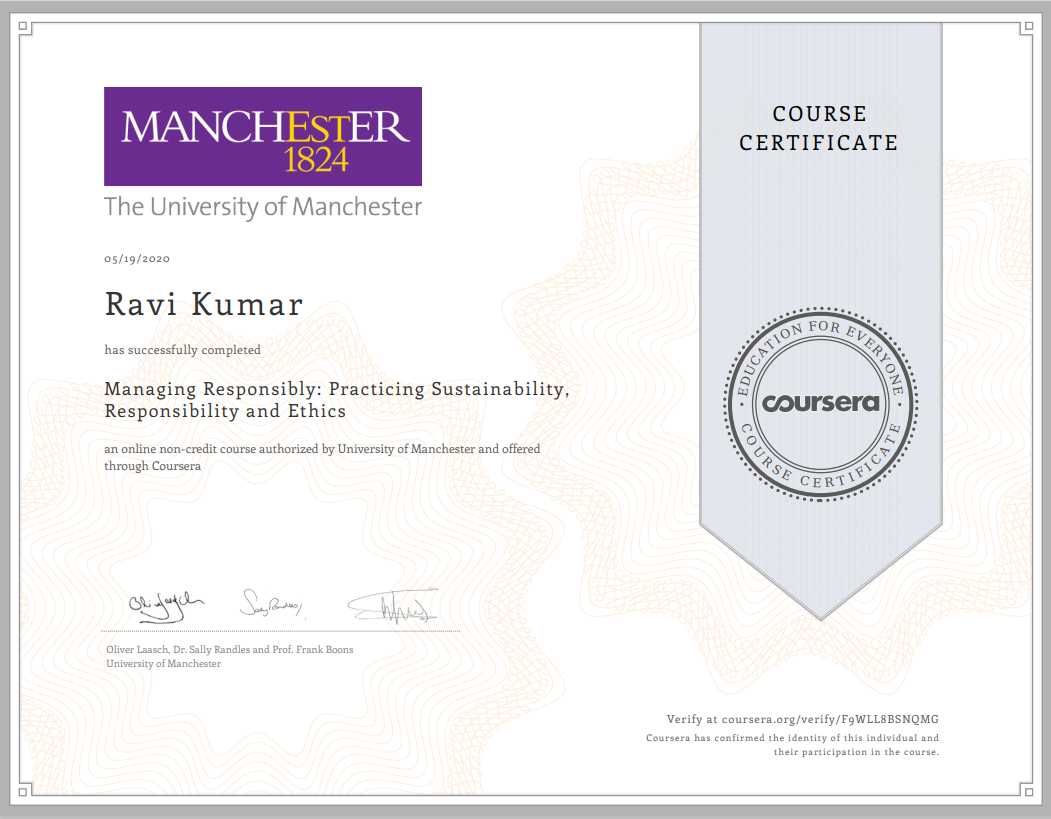 MANCHESTER
1824
The University of Manchester
05/19/2020
Ravi Kumar
has successfully completed
Managing Responsibly: Practicing Sustainability,
Responsibility and Ethics
an online non-credit course authorized by University of Manchester and offered
through Coursera
Oliver Laasch, Dr. Sally Randles and Prof. Frank Boons
University of Manchester
COURSE
CERTIFICATE
EDUCATION FOR EVERYONE
coursera
COURSE CERTIFICATE
Verify at coursera.org/verify/F9WLL8BSNQMG
Coursera has confirmed the identity of this individual and
their participation in the course.